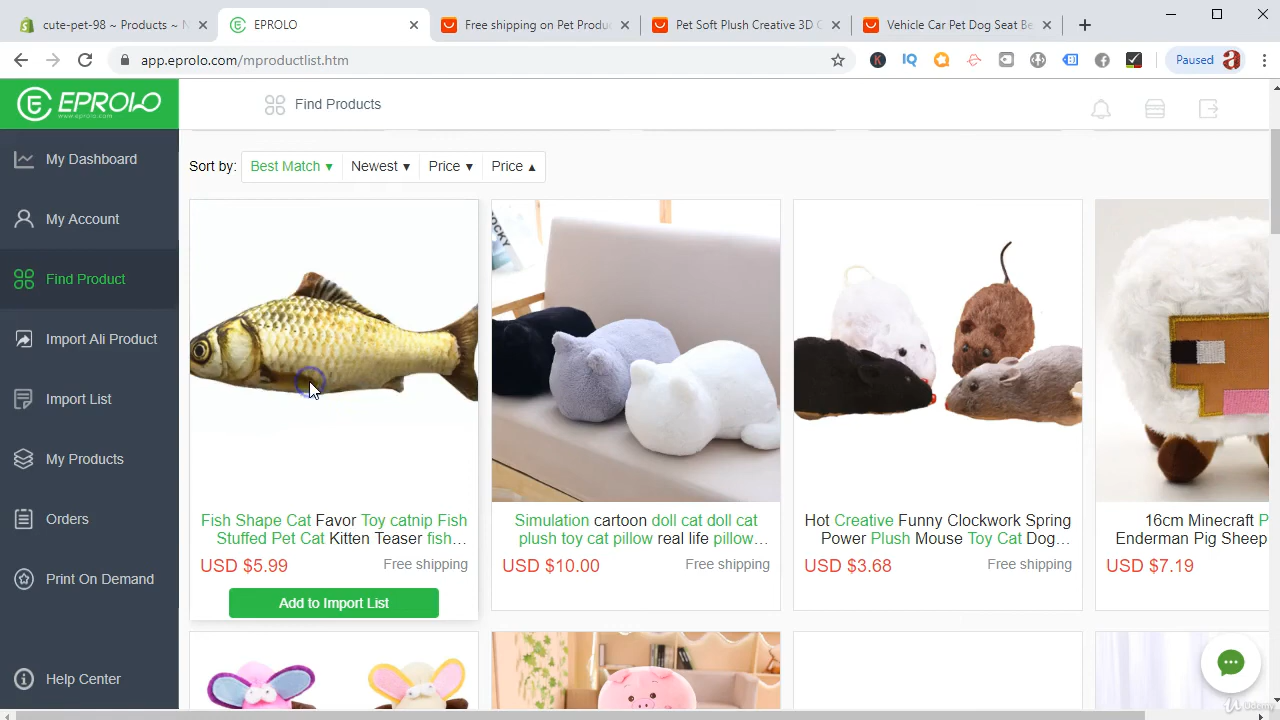 cute-pet-98 ~ Products ~ N
EPROLO
Free shipping on Pet Produc
Pet Soft Plush Creative 3D C
Vehicle Car Pet Dog Seat Be
app.eprolo.com/mproductlist.htm
IQ
Paused
EPROLO
www.eprolo.com
Find Products
My Dashboard
My Account
Find Product
Import Ali Product
Import List
My Products
Orders
Print On Demand
Help Center
Sort by: Best Match ▾ Newest ▾ Price ▾ Price ▴
Fish Shape Cat Favor Toy catnip Fish
Stuffed Pet Cat Kitten Teaser fish...
USD $5.99 Free shipping
Add to Import List
Simulation cartoon doll cat doll cat
plush toy cat pillow real life pillow...
USD $10.00 Free shipping
Hot Creative Funny Clockwork Spring
Power Plush Mouse Toy Cat Dog...
USD $3.68 Free shipping
16cm Minecraft P
Enderman Pig Sheep
USD $7.19
Udemy